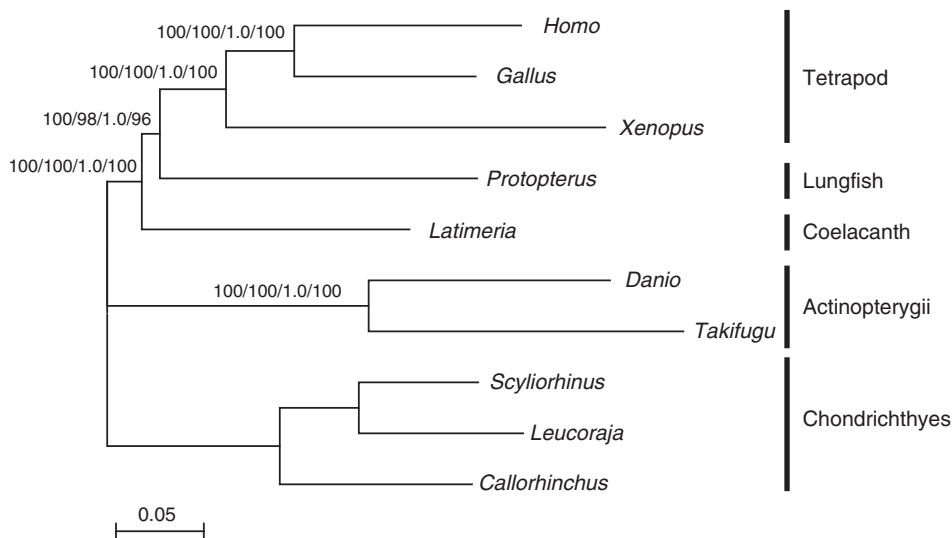 100/100/1.0/100
Homo
100/100/1.0/100
Gallus
Tetrapod
100/98/1.0/96
Xenopus
100/100/1.0/100
Protopterus
Lungfish
Latimeria
Coelacanth
100/100/1.0/100
Danio
Actinopterygii
Takifugu
Scyliorhinus
Chondrichthyes
Leucoraja
Callorhinchus
0.05